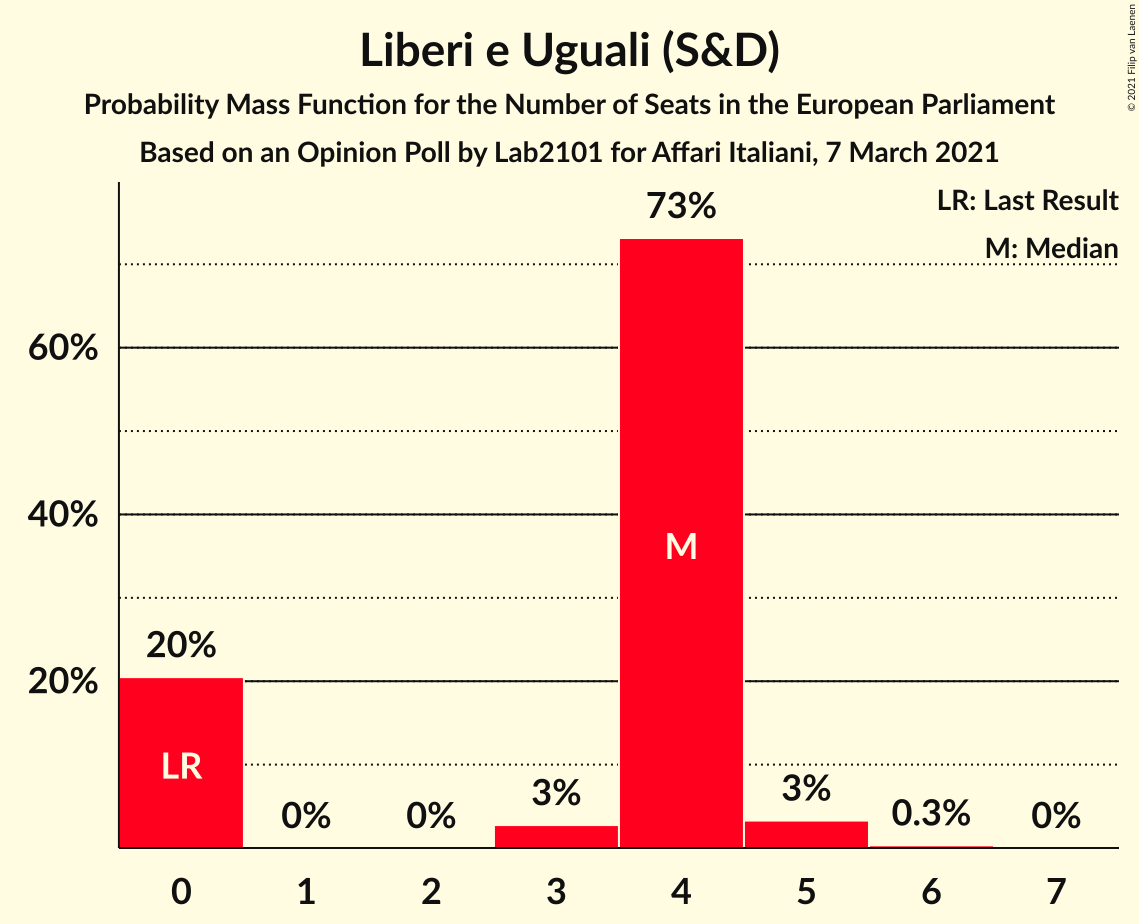 Liberi e Uguali (S&D)
Probability Mass Function for the Number of Seats in the European Parliament
Based on an Opinion Poll by Lab2101 for Affari Italiani, 7 March 2021
© 2021 Filip van Laenen
LR: Last Result
M: Median
73%
60%
40%
M
20%
20%
LR
3%
3%
0%
0%
0.3%
0%
0 1 2 3 4 5 6 7